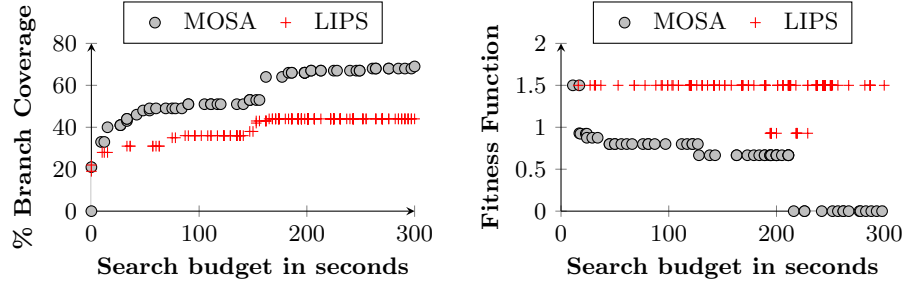 MOSA LIPS
% Branch Coverage
80
60
40
20
0
0 100 200 300
Search budget in seconds
MOSA LIPS
Fitness Function
2
1.5
1
0.5
0
0 100 200 300
Search budget in seconds